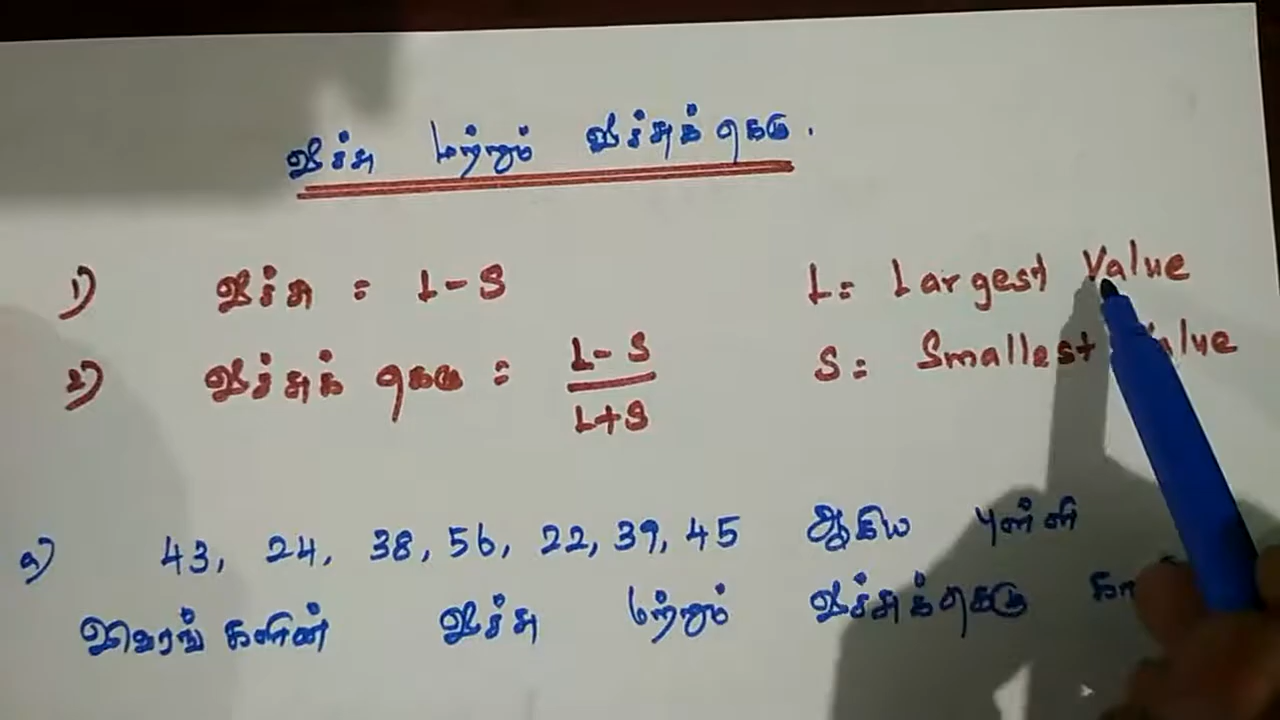 வீச்சு மற்றும் வீச்சுக் கெழு.
1) வீச்சு = L - S
L = Largest Value
2) வீச்சுக் கெழு = L - S / L + S
S = Smallest
43, 24, 38, 56, 22, 39, 45 ஆகிய புள்ளி
விவரங்களின் வீச்சு மற்றும் வீச்சுக்கெழு